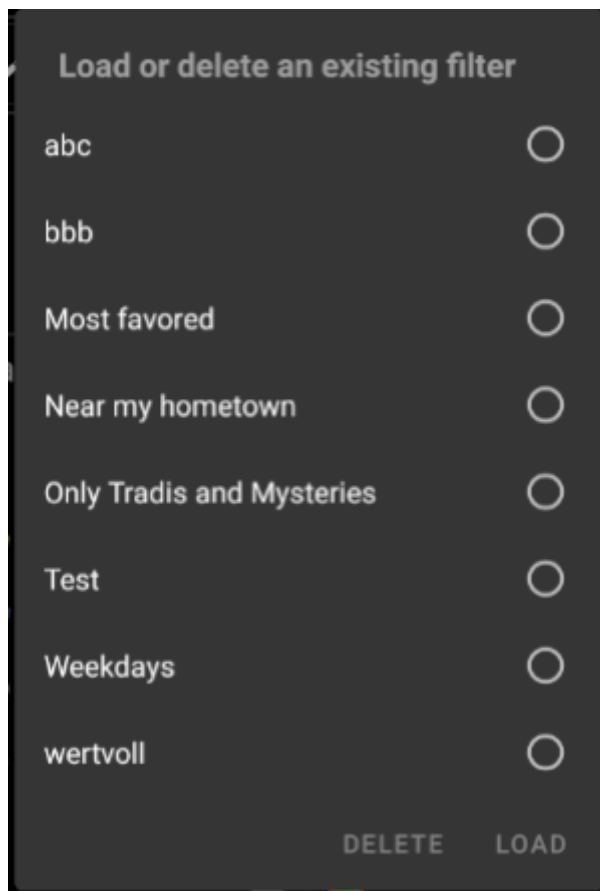 Load or delete an existing filter
abc
bbb
Most favored
Near my hometown
Only Tradis and Mysteries
Test
Weekdays
wertvoll
DELETE LOAD